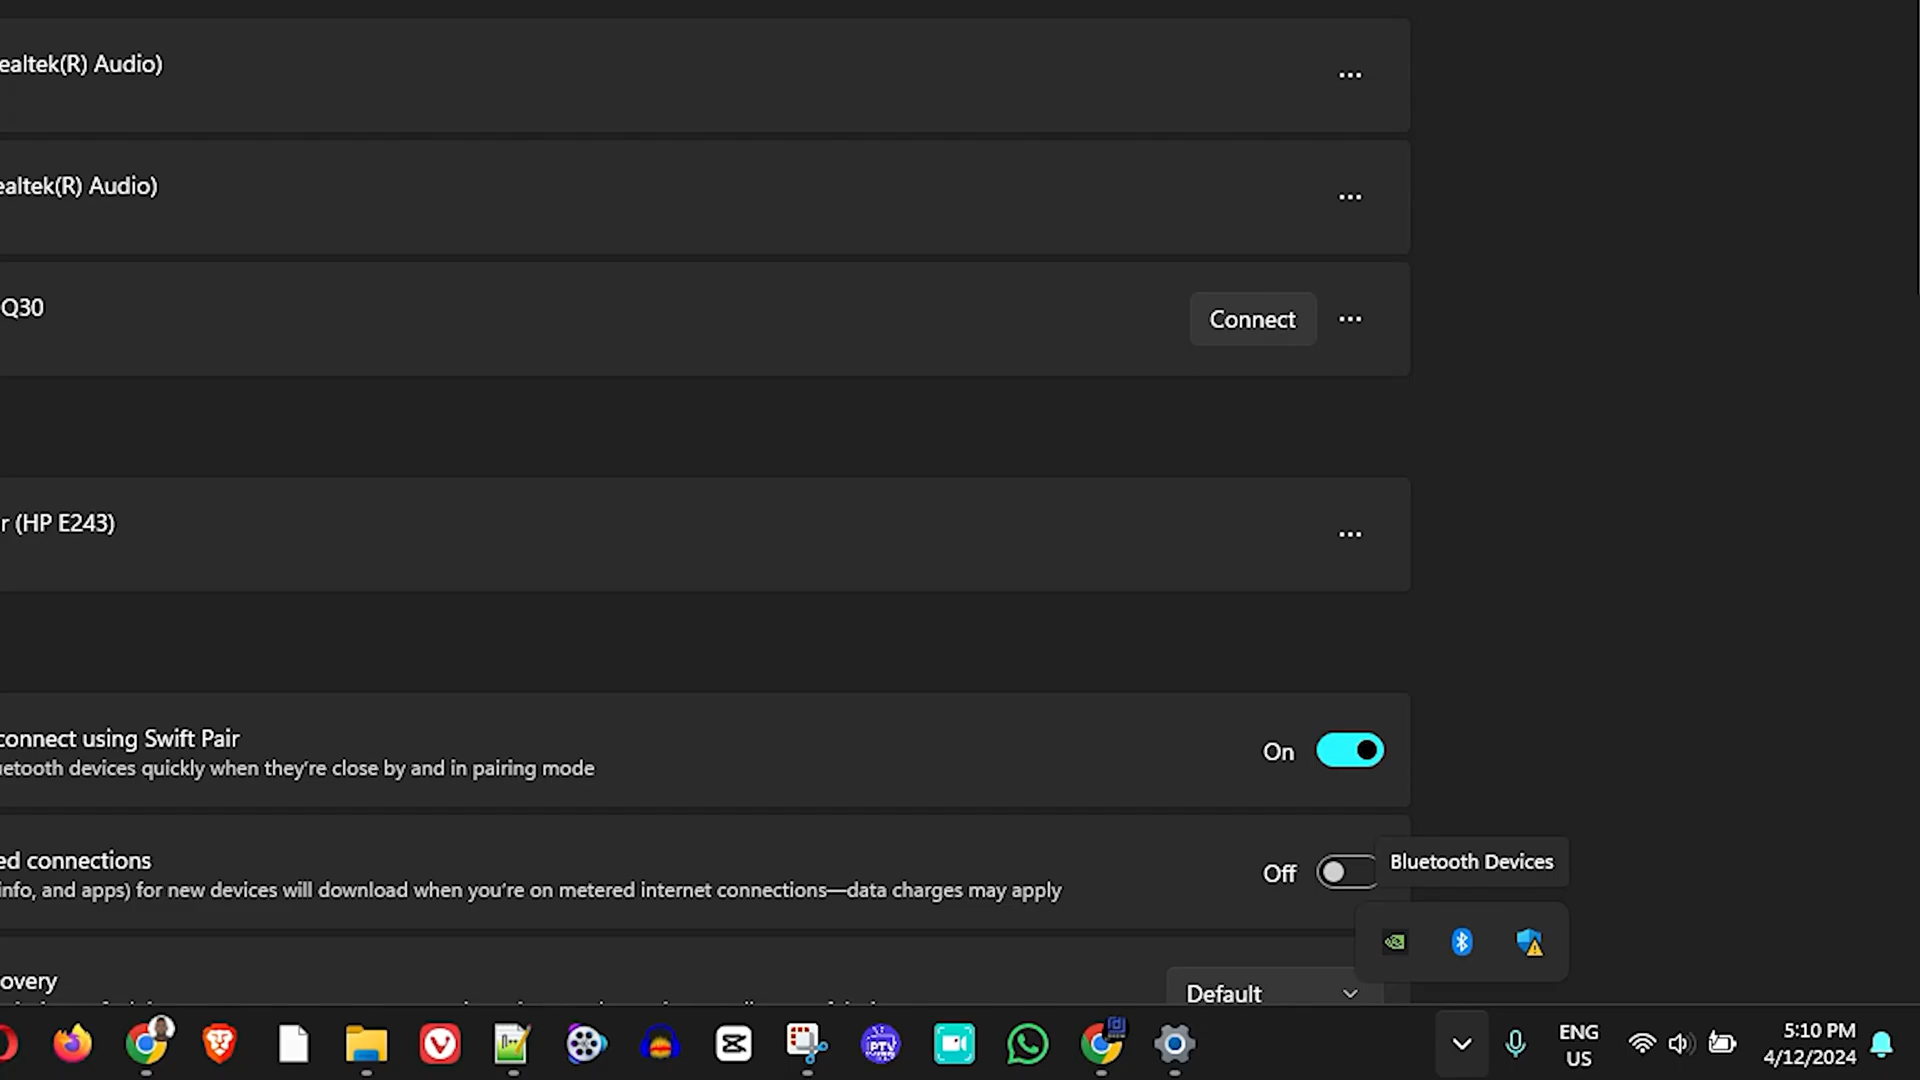 ealtek(R) Audio)
ealtek(R) Audio)
Q30
Connect
r (HP E243)
connect using Swift Pair
On
uetooth devices quickly when they're close by and in pairing mode
ed connections
Off
Bluetooth Devices
info, and apps) for new devices will download when you're on metered internet connections—data charges may apply
overy
Default
IPTV
ENG
US
5:10 PM
4/12/2024